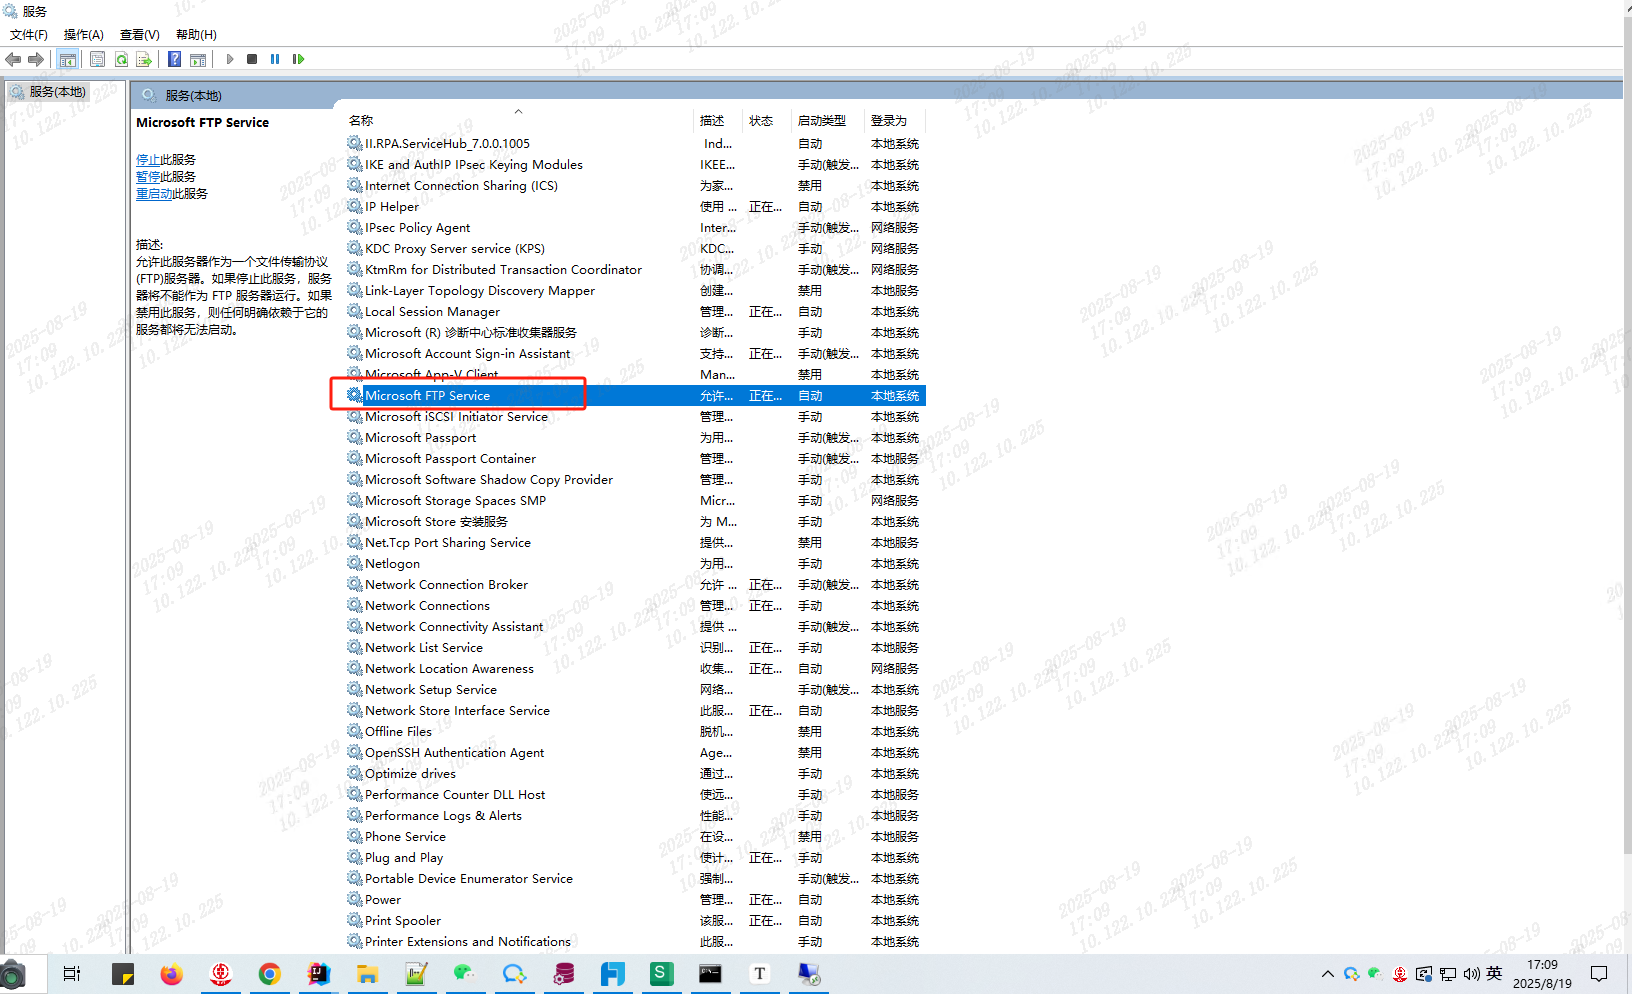 服务
文件(F) 操作(A) 查看(V) 帮助(H)
服务(本地)
服务(本地)
Microsoft FTP Service
停止此服务
暂停此服务
重启动此服务
描述:
允许此服务器作为一个文件传输协议
(FTP)服务器。如果停止此服务，服务
器将不能作为 FTP 服务器运行。如果
禁用此服务，则任何明确依赖于它的
服务都将无法启动。
名称 描述 状态 启动类型 登录为
II.RPA.ServiceHub_7.0.0.1005 Ind... 自动 本地系统
IKE and AuthIP IPsec Keying Modules IKEE... 手动(触发... 本地系统
Internet Connection Sharing (ICS) 为家... 禁用 本地系统
IP Helper 使用 ... 正在... 自动 本地系统
IPsec Policy Agent Inter... 手动(触发... 网络服务
KDC Proxy Server service (KPS) KDC... 手动 网络服务
KtmRm for Distributed Transaction Coordinator 协调... 手动(触发... 网络服务
Link-Layer Topology Discovery Mapper 创建... 禁用 本地服务
Local Session Manager 管理... 正在... 自动 本地系统
Microsoft (R) 诊断中心标准收集器服务 诊断... 手动 本地系统
Microsoft Account Sign-in Assistant 支持... 正在... 手动(触发... 本地系统
Microsoft App-V Client Man... 禁用 本地系统
Microsoft FTP Service 允许... 正在... 自动 本地系统
Microsoft iSCSI Initiator Service 管理... 手动 本地系统
Microsoft Passport 为用... 手动(触发... 本地系统
Microsoft Passport Container 管理... 手动(触发... 本地服务
Microsoft Software Shadow Copy Provider 管理... 手动 本地系统
Microsoft Storage Spaces SMP Micr... 手动 网络服务
Microsoft Store 安装服务 为 M... 手动 本地系统
Net.Tcp Port Sharing Service 提供... 禁用 本地服务
Netlogon 为用... 手动 本地系统
Network Connection Broker 允许 ... 正在... 手动(触发... 本地系统
Network Connections 管理... 正在... 手动 本地系统
Network Connectivity Assistant 提供 ... 手动(触发... 本地系统
Network List Service 识别... 正在... 手动 本地服务
Network Location Awareness 收集... 正在... 自动 网络服务
Network Setup Service 网络... 手动(触发... 本地系统
Network Store Interface Service 此服... 正在... 自动 本地服务
Offline Files 脱机... 禁用 本地系统
OpenSSH Authentication Agent Age... 禁用 本地系统
Optimize drives 通过... 手动 本地系统
Performance Counter DLL Host 使远... 手动 本地服务
Performance Logs & Alerts 性能... 手动 本地服务
Phone Service 在设... 禁用 本地服务
Plug and Play 使计... 正在... 手动 本地系统
Portable Device Enumerator Service 强制... 手动(触发... 本地系统
Power 管理... 正在... 自动 本地系统
Print Spooler 该服... 正在... 自动 本地系统
Printer Extensions and Notifications 此服... 手动 本地系统
2025-08-19
17:09
10.122.10.225
英
17:09
2025/8/19